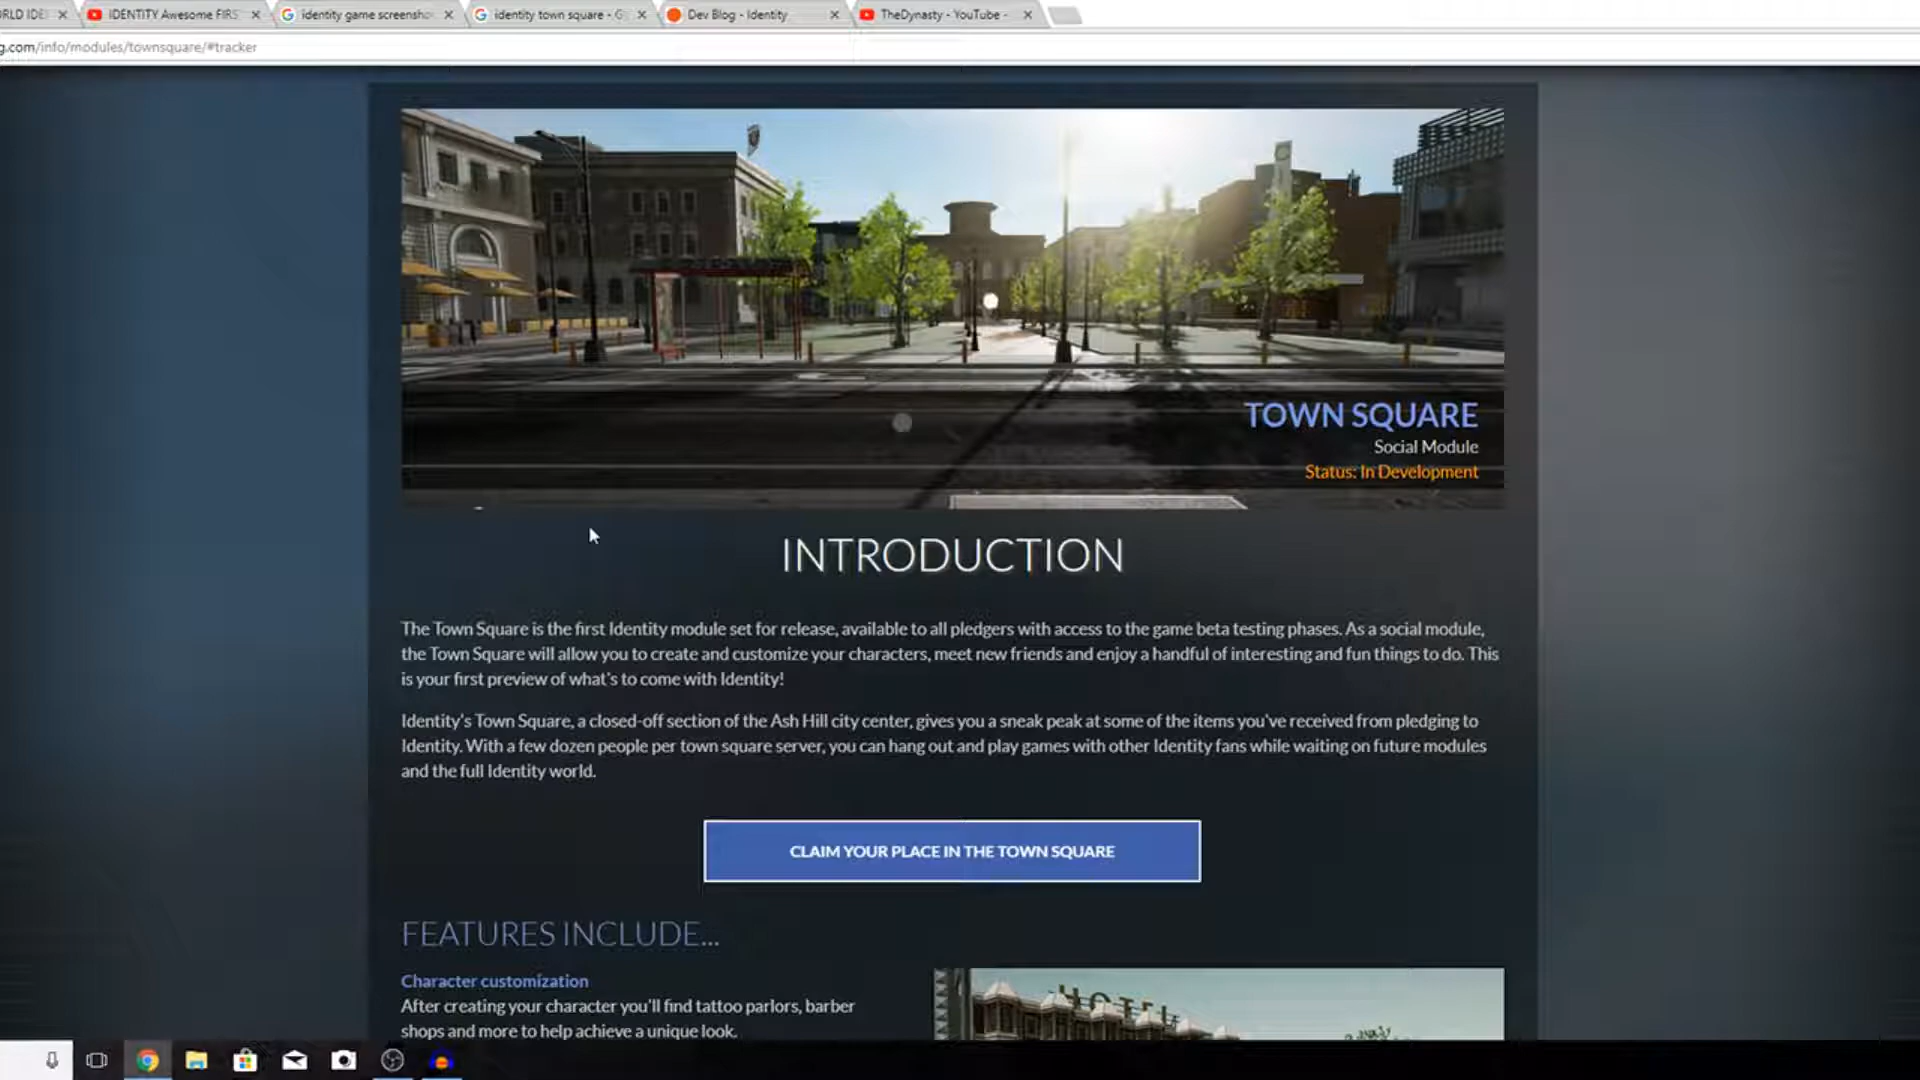 RLD IDE
IDENTITY Awesome FIRS
identity game screensho
identity town square - G
Dev Blog - Identity
TheDynasty - YouTube -
g.com/info/modules/townsquare/#tracker
TOWN SQUARE
Social Module
Status: In Development
INTRODUCTION
The Town Square is the first Identity module set for release, available to all pledgers with access to the game beta testing phases. As a social module,
the Town Square will allow you to create and customize your characters, meet new friends and enjoy a handful of interesting and fun things to do. This
is your first preview of what's to come with Identity!
Identity's Town Square, a closed-off section of the Ash Hill city center, gives you a sneak peak at some of the items you've received from pledging to
Identity. With a few dozen people per town square server, you can hang out and play games with other Identity fans while waiting on future modules
and the full Identity world.
CLAIM YOUR PLACE IN THE TOWN SQUARE
FEATURES INCLUDE...
Character customization
After creating your character you'll find tattoo parlors, barber
shops and more to help achieve a unique look.
HOTEL